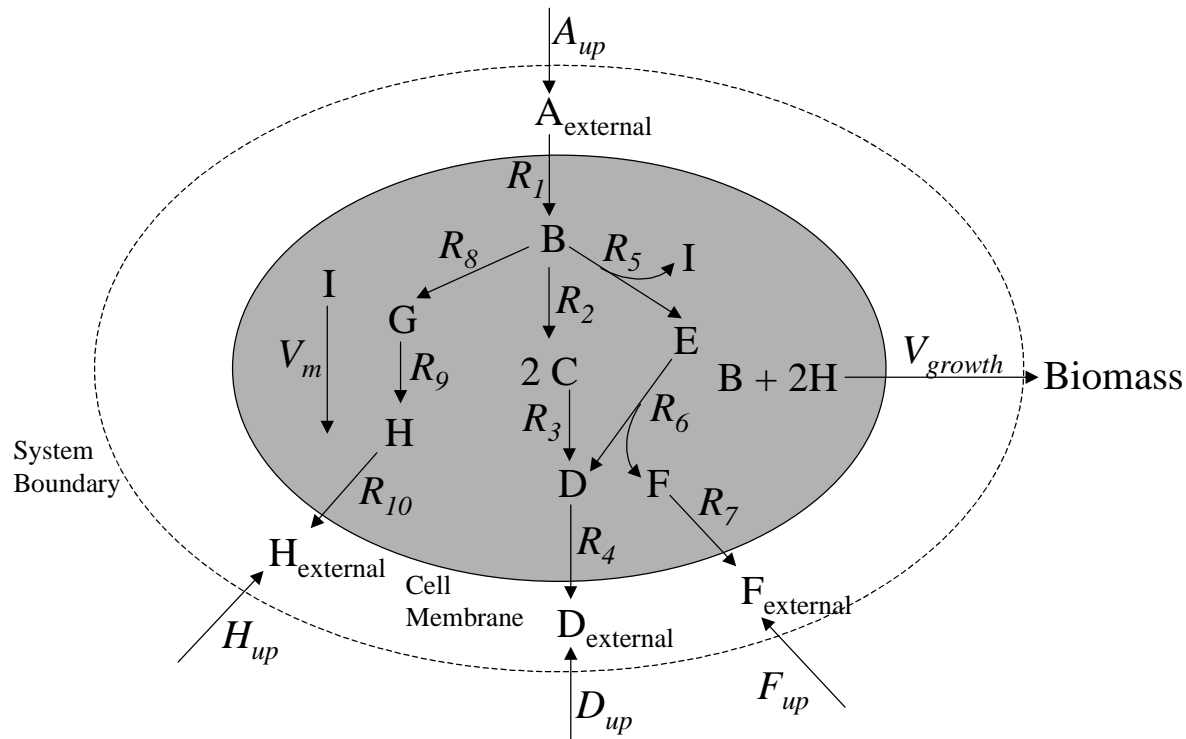 A_up
A_external
R_1
B
R_8
R_5
I
I
R_2
G
E
V_growth
V_m
R_9
2 C
B + 2H
Biomass
R_3
R_6
H
System
Boundary
D
F
R_10
R_7
R_4
H_external
Cell
Membrane
F_external
D_external
H_up
F_up
D_up